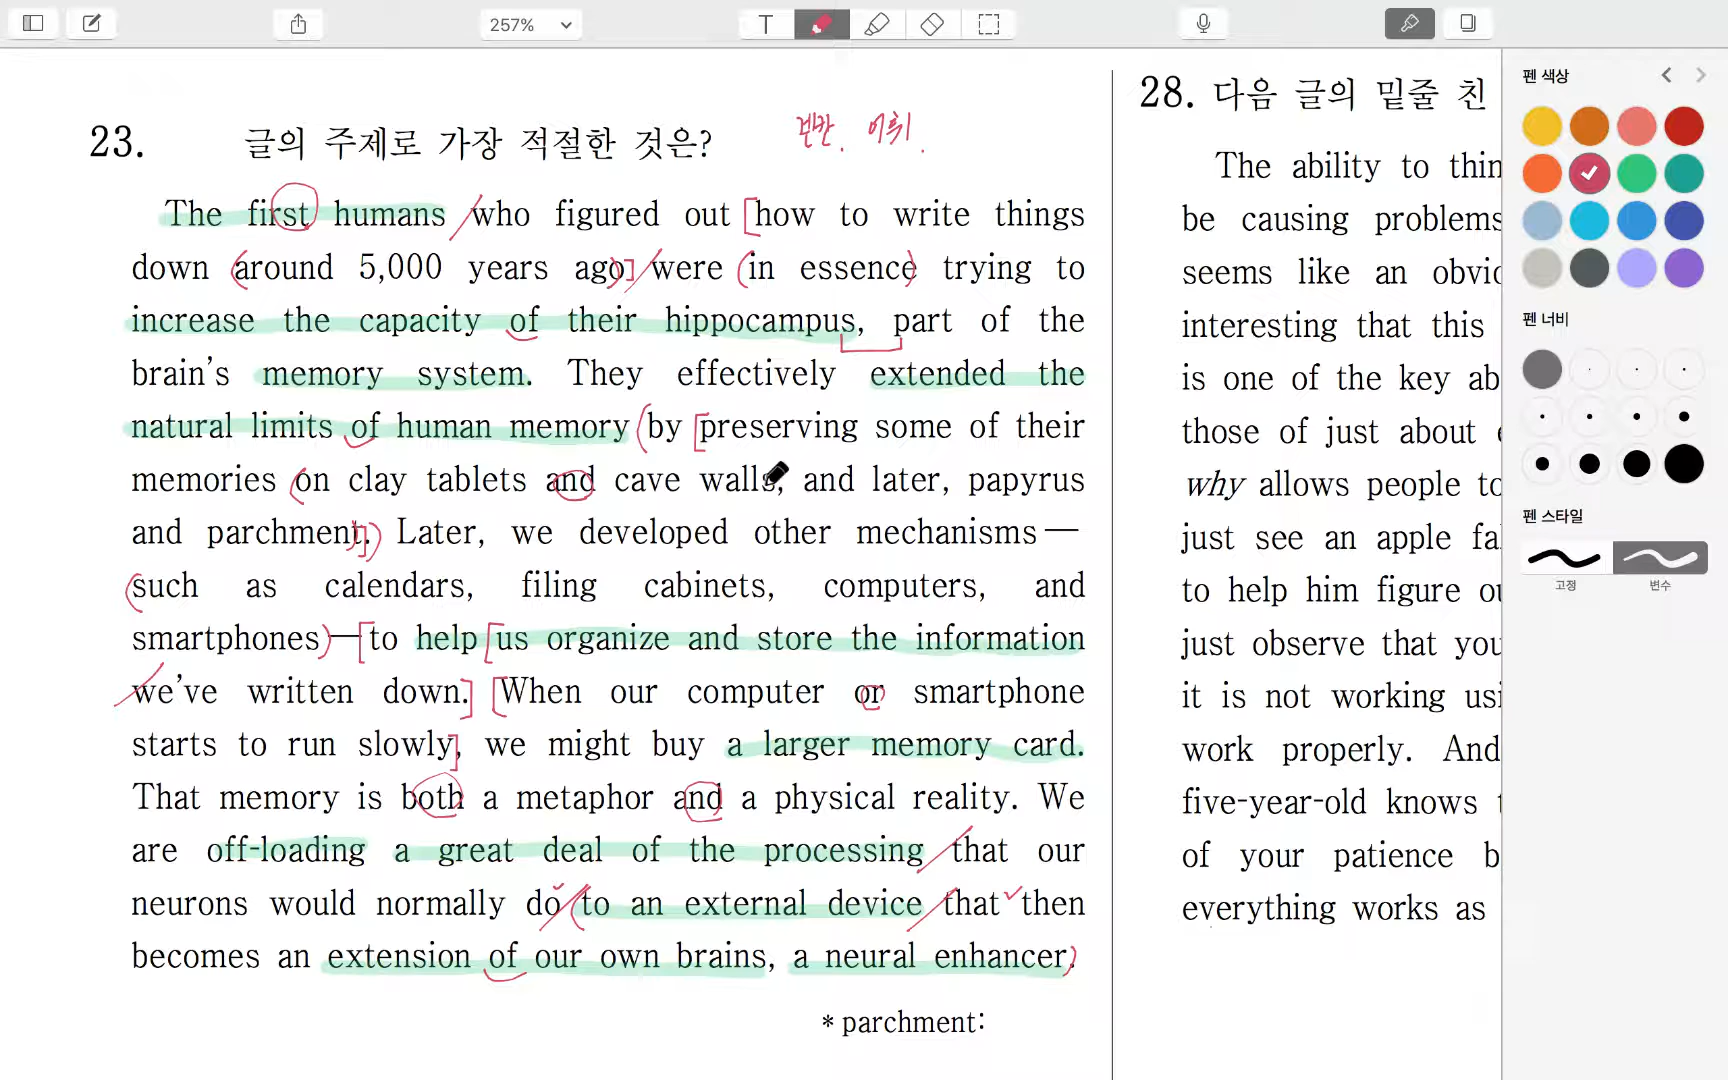 257%
T
23. 글의 주제로 가장 적절한 것은?
빈칸. 어휘.
The first humans who figured out how to write things
down around 5,000 years ago were in essence trying to
increase the capacity of their hippocampus, part of the
brain's memory system. They effectively extended the
natural limits of human memory by preserving some of their
memories on clay tablets and cave walls, and later, papyrus
and parchment. Later, we developed other mechanisms—
such as calendars, filing cabinets, computers, and
smartphones—to help us organize and store the information
we've written down. When our computer or smartphone
starts to run slowly, we might buy a larger memory card.
That memory is both a metaphor and a physical reality. We
are off-loading a great deal of the processing that our
neurons would normally do to an external device that then
becomes an extension of our own brains, a neural enhancer.
* parchment:
28. 다음 글의 밑줄 친
The ability to thin
be causing problems
seems like an obvio
interesting that this
is one of the key ab
those of just about e
why allows people to
just see an apple fal
to help him figure ou
just observe that you
it is not working usi
work properly. And
five-year-old knows t
of your patience b
everything works as
펜 색상
펜 너비
펜 스타일
고정
변수